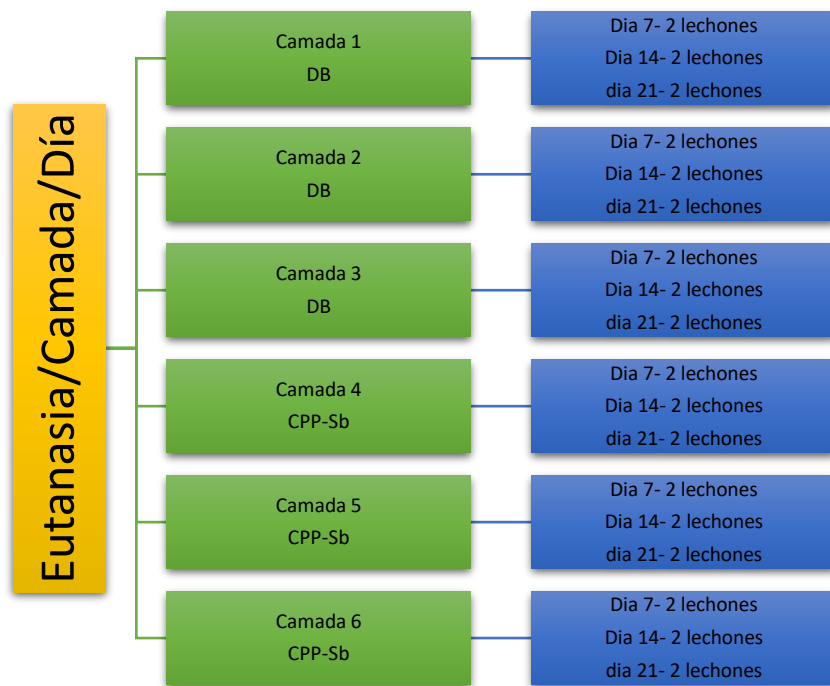 Eutanasia/Camada/Día
Camada 1
DB
Dia 7- 2 lechones
Dia 14- 2 lechones
dia 21- 2 lechones
Camada 2
DB
Dia 7- 2 lechones
Dia 14- 2 lechones
dia 21- 2 lechones
Camada 3
DB
Dia 7- 2 lechones
Dia 14- 2 lechones
dia 21- 2 lechones
Camada 4
CPP-Sb
Dia 7- 2 lechones
Dia 14- 2 lechones
dia 21- 2 lechones
Camada 5
CPP-Sb
Dia 7- 2 lechones
Dia 14- 2 lechones
dia 21- 2 lechones
Camada 6
CPP-Sb
Dia 7- 2 lechones
Dia 14- 2 lechones
dia 21- 2 lechones